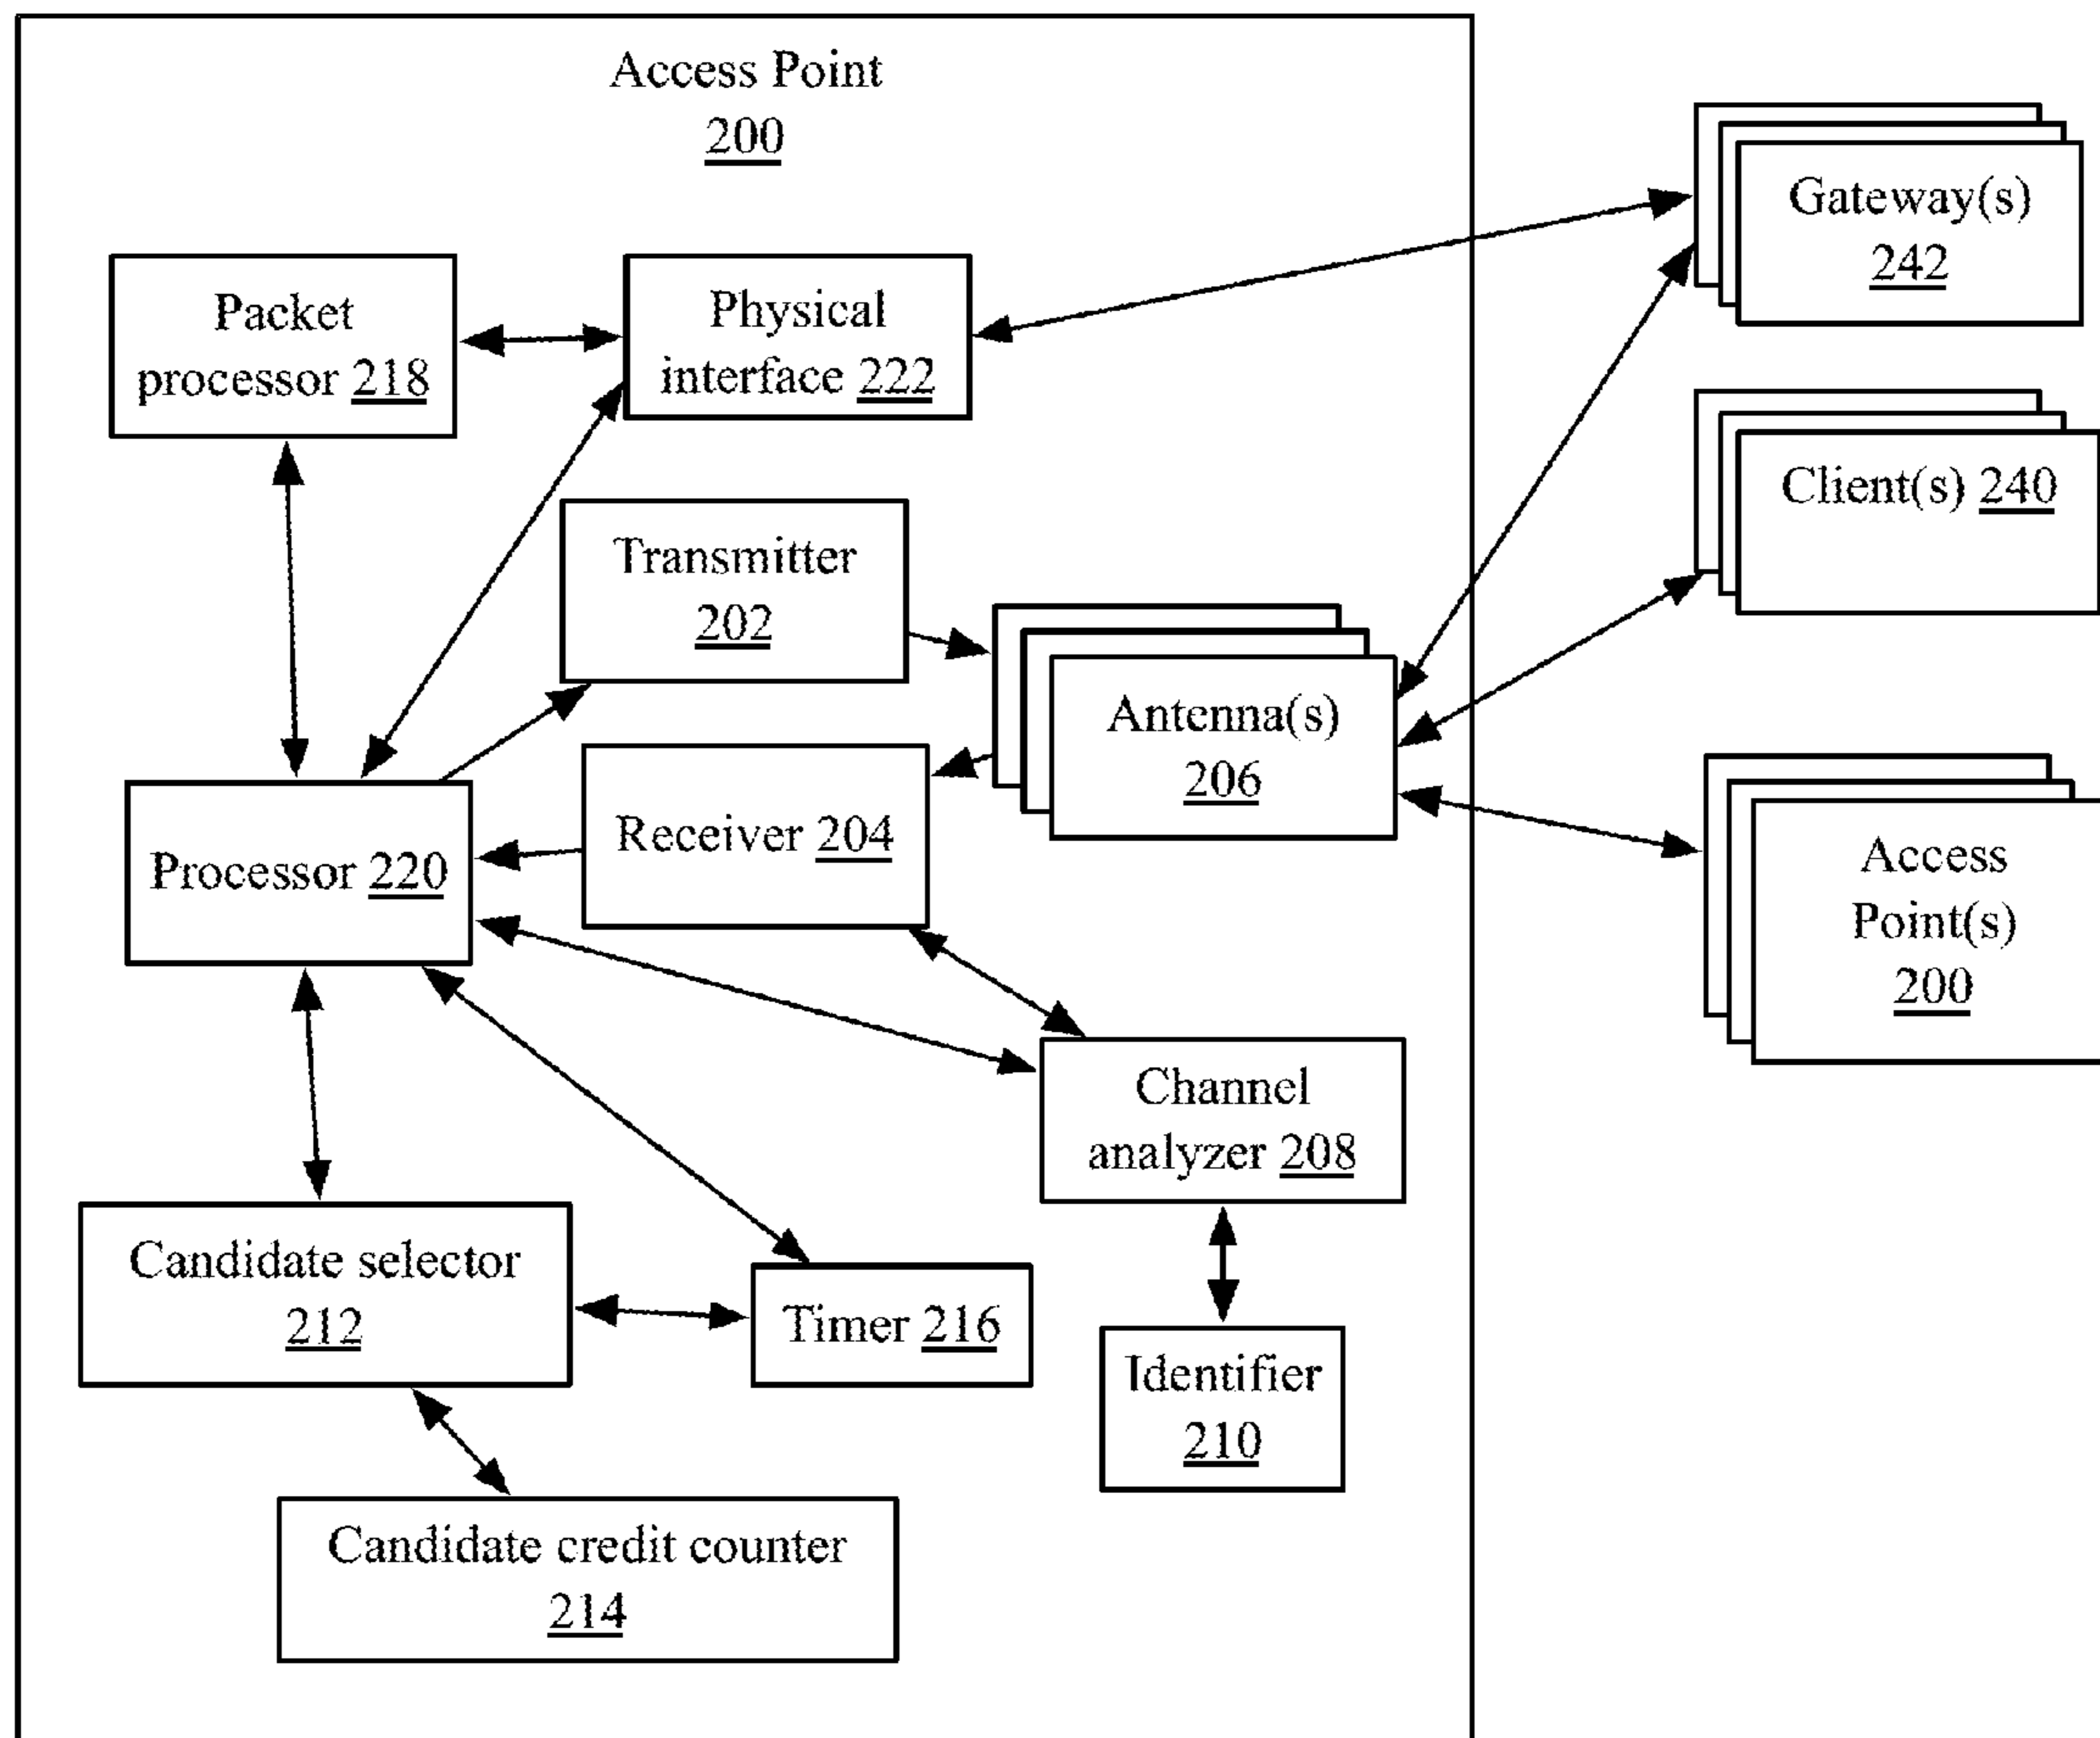 Access Point
200
Gateway(s)
242
Packet
processor 218
Physical
interface 222
Client(s) 240
Transmitter
202
Antenna(s)
206
Receiver 204
Processor 220
Access
Point(s)
200
Channel
analyzer 208
Candidate selector
212
Timer 216
Identifier
210
Candidate credit counter
214